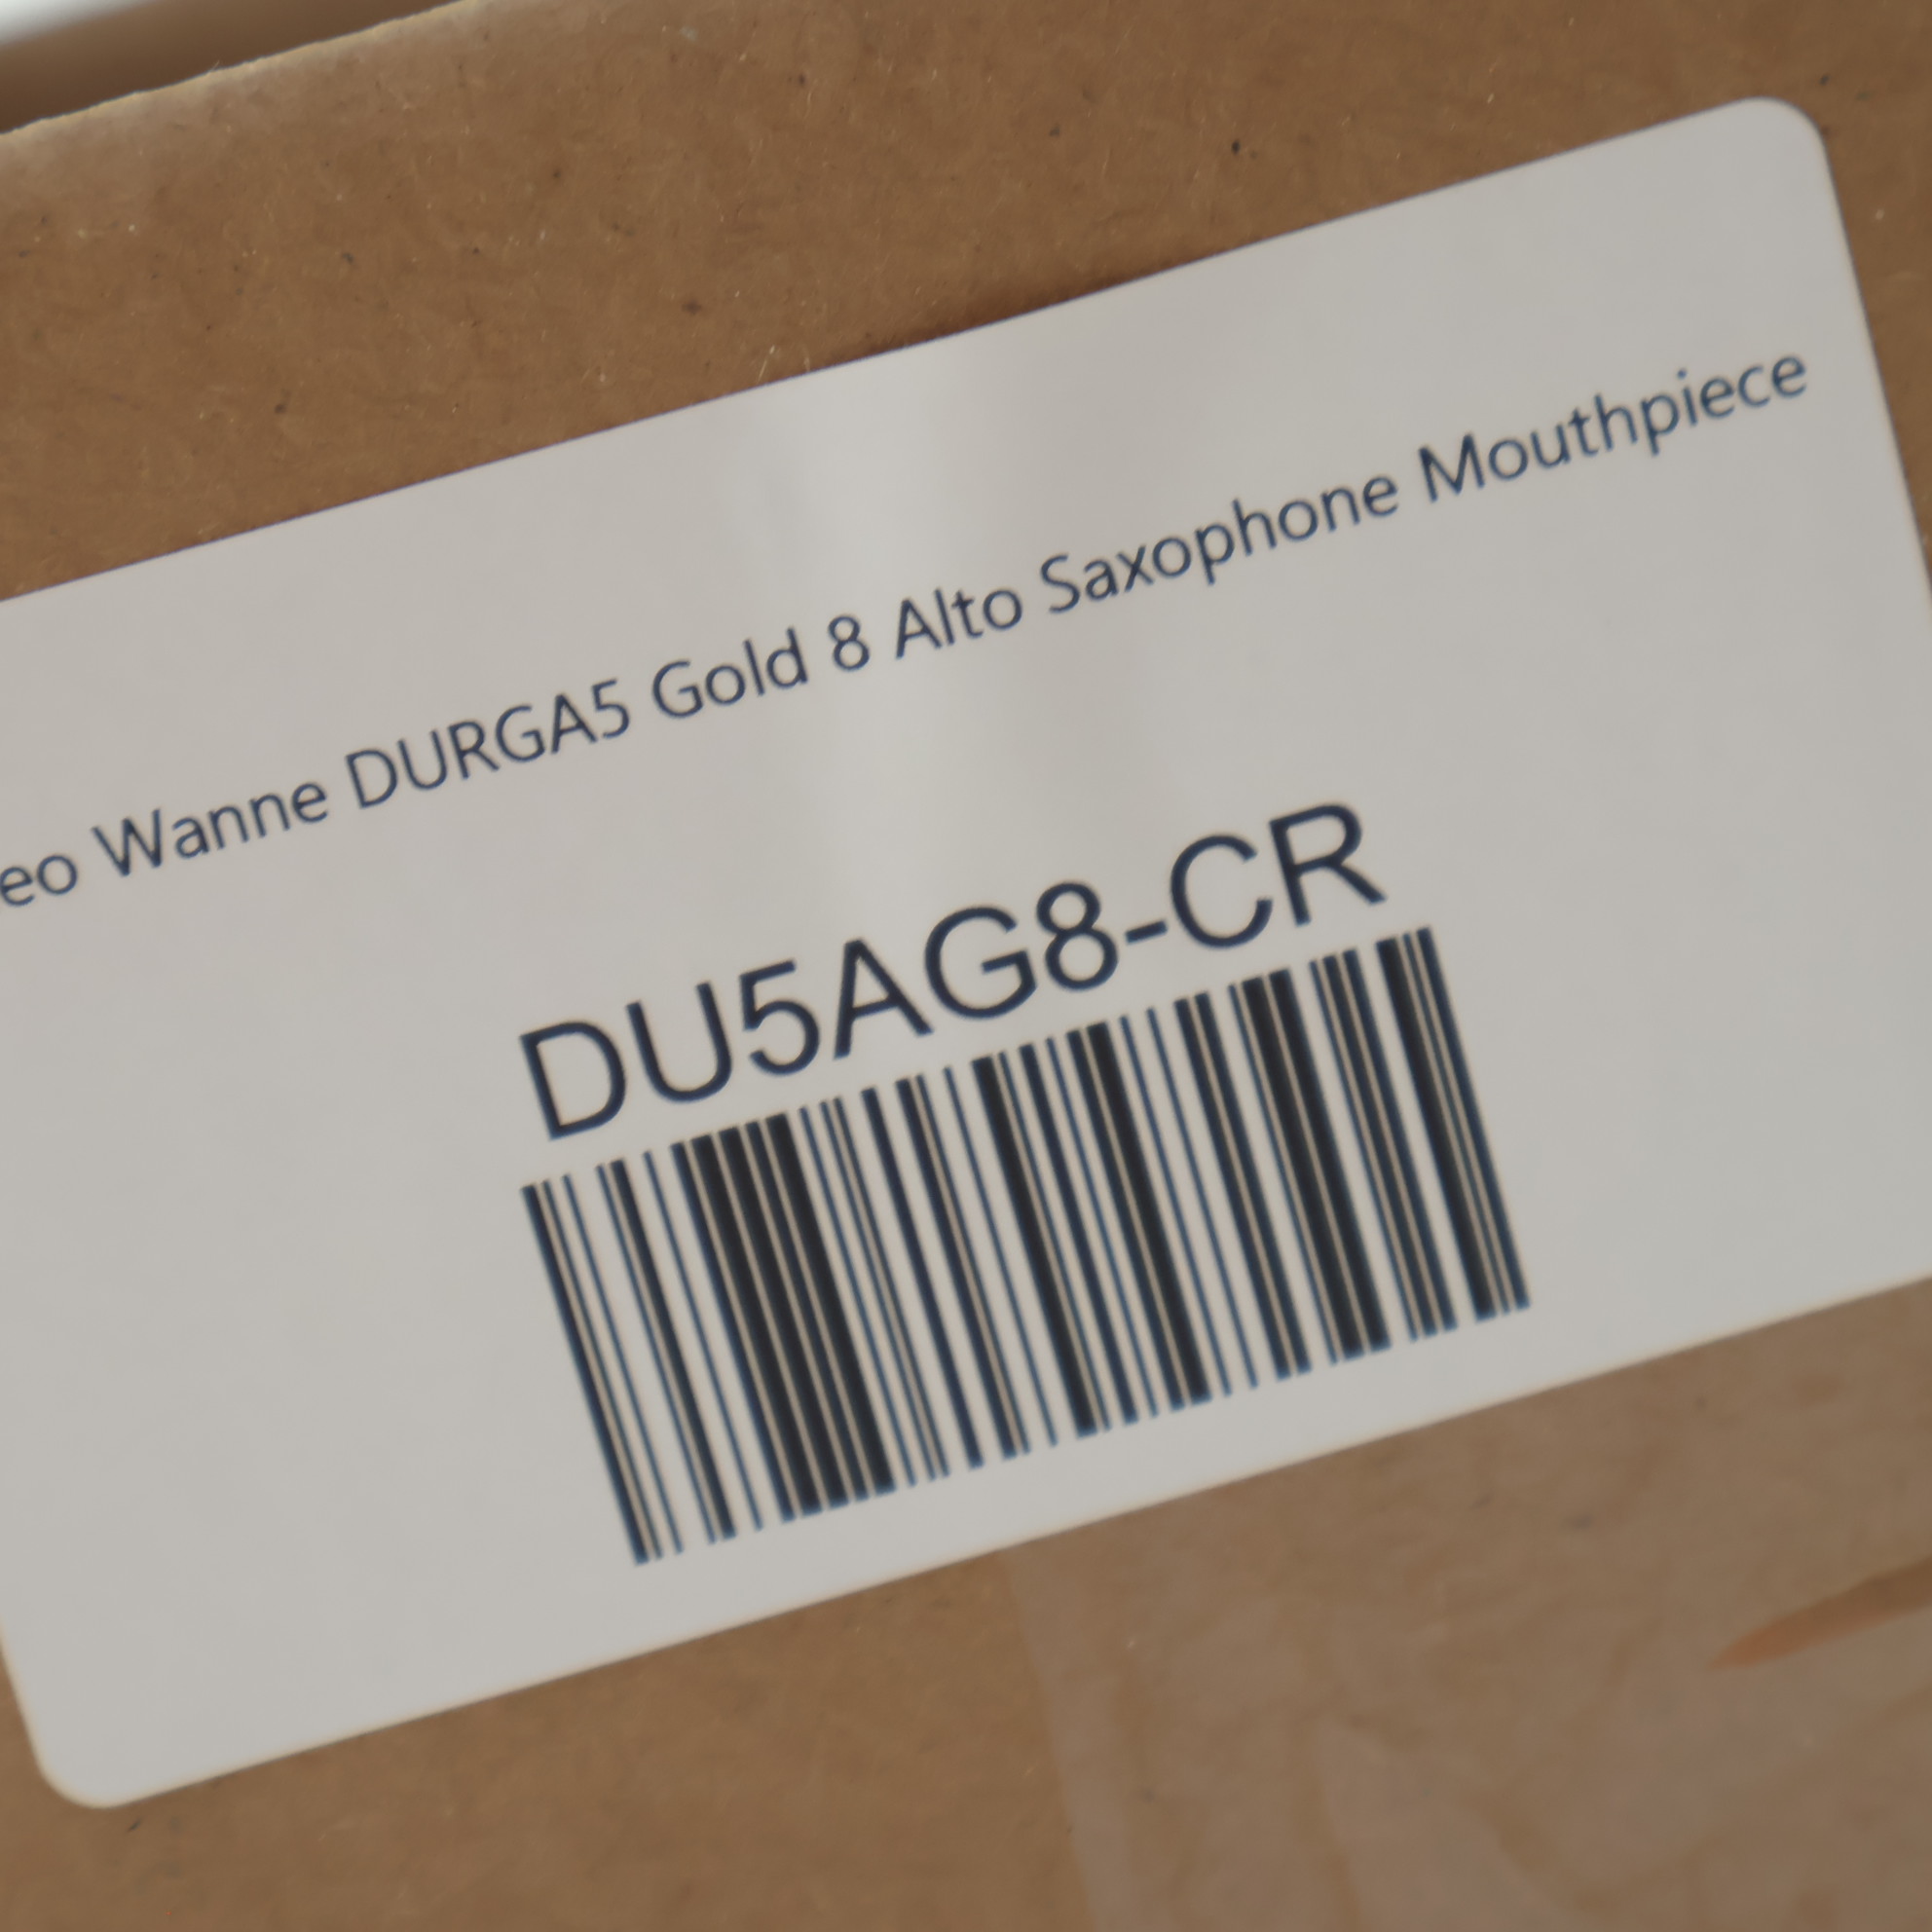 eo Wanne DURGA5 Gold 8 Alto Saxophone Mouthpiece
DU5AG8-CR